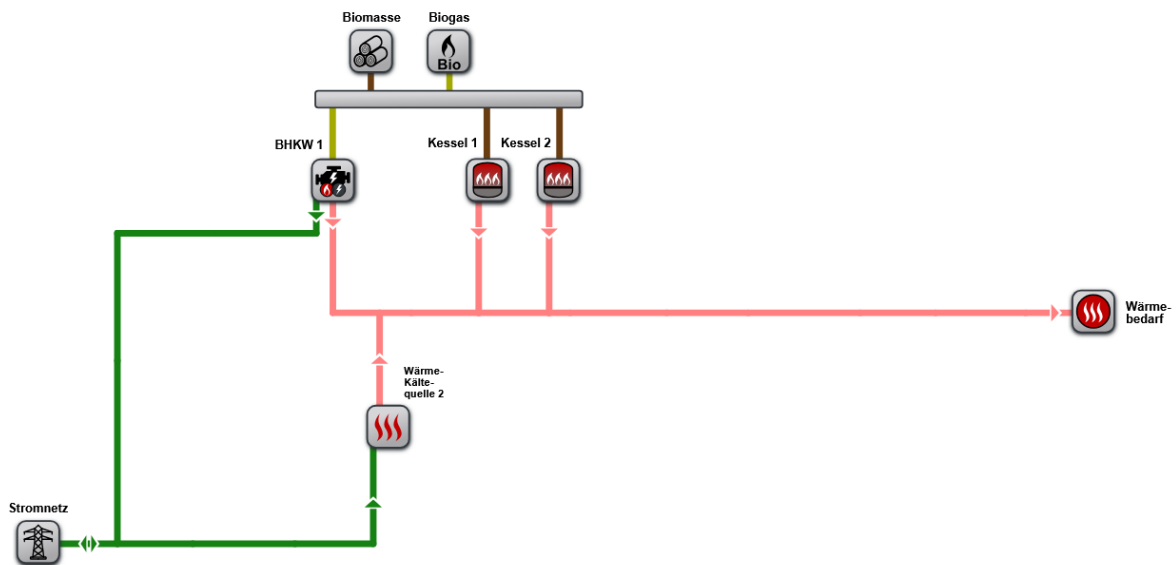 Biomasse
Biogas
Bio
BHKW 1
Kessel 1
Kessel 2
Wärme-
bedarf
Wärme-
Kälte-
quelle 2
Stromnetz